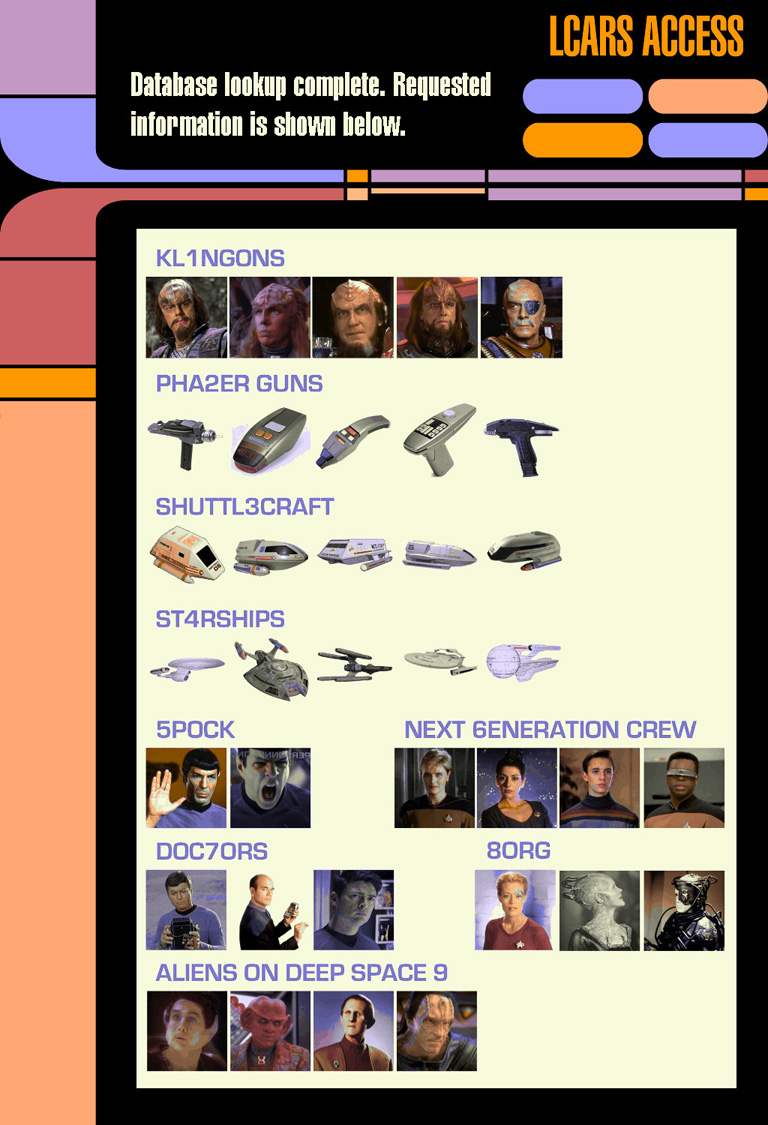 LCARS ACCESS
Database lookup complete. Requested
information is shown below.
KL1NGONS
PHA2ER GUNS
SHUTTL3CRAFT
ST4RSHIPS
5POCK
NEXT 6ENERATION CREW
DOC7ORS
8ORG
ALIENS ON DEEP SPACE 9